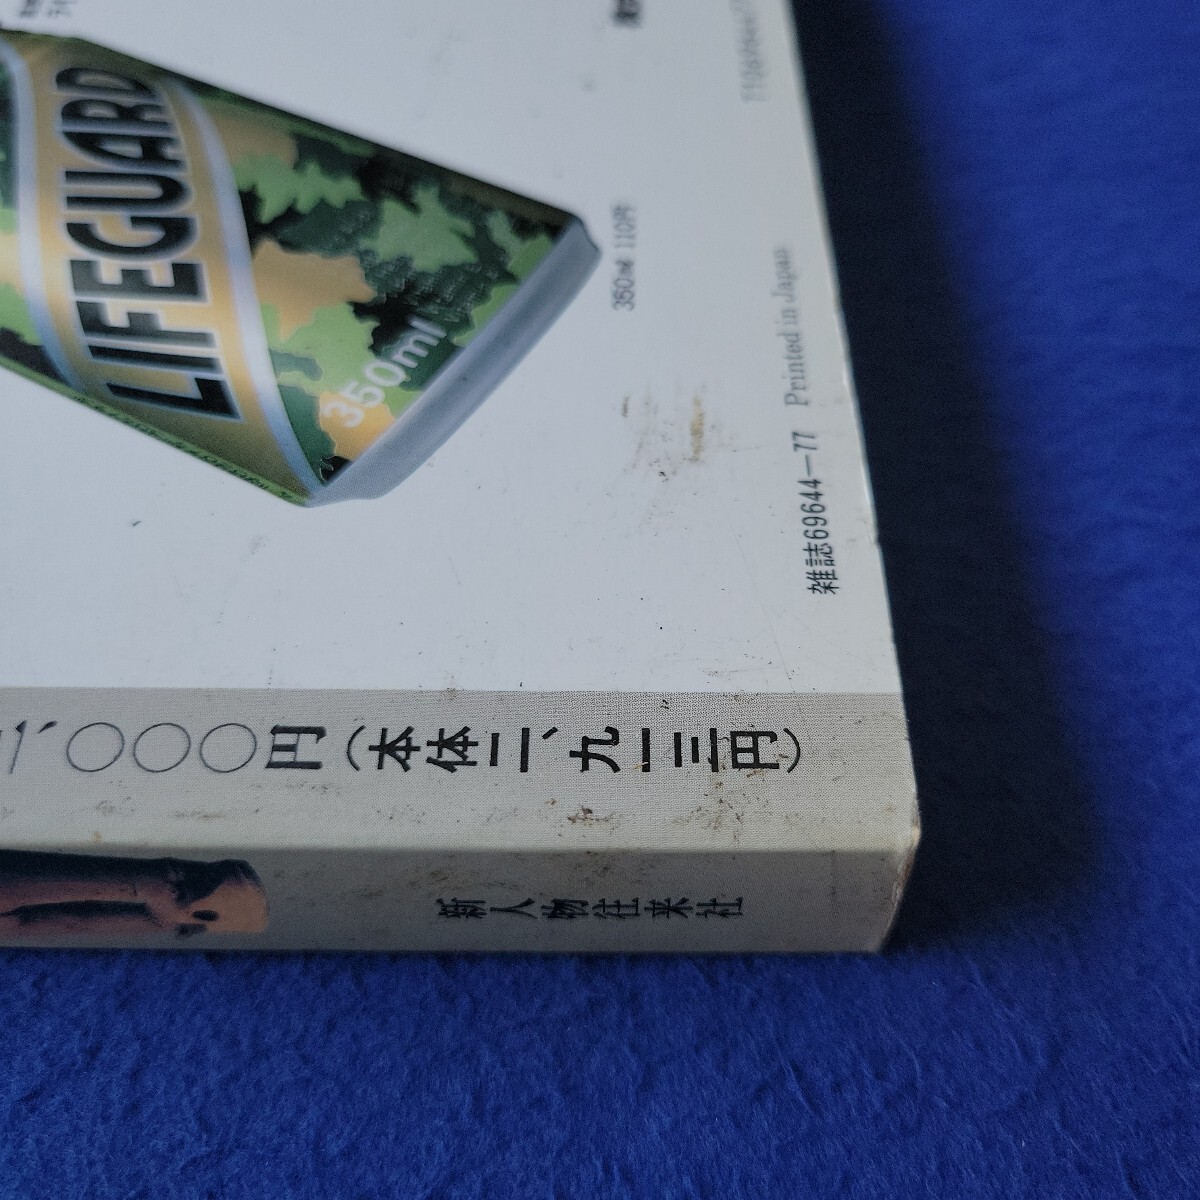 LIFEGUARD
350ml
350㎖ 110円
Printed in Japan
雑誌69644—77
三、〇〇〇円(本体二、九一三円)
新人物往来社